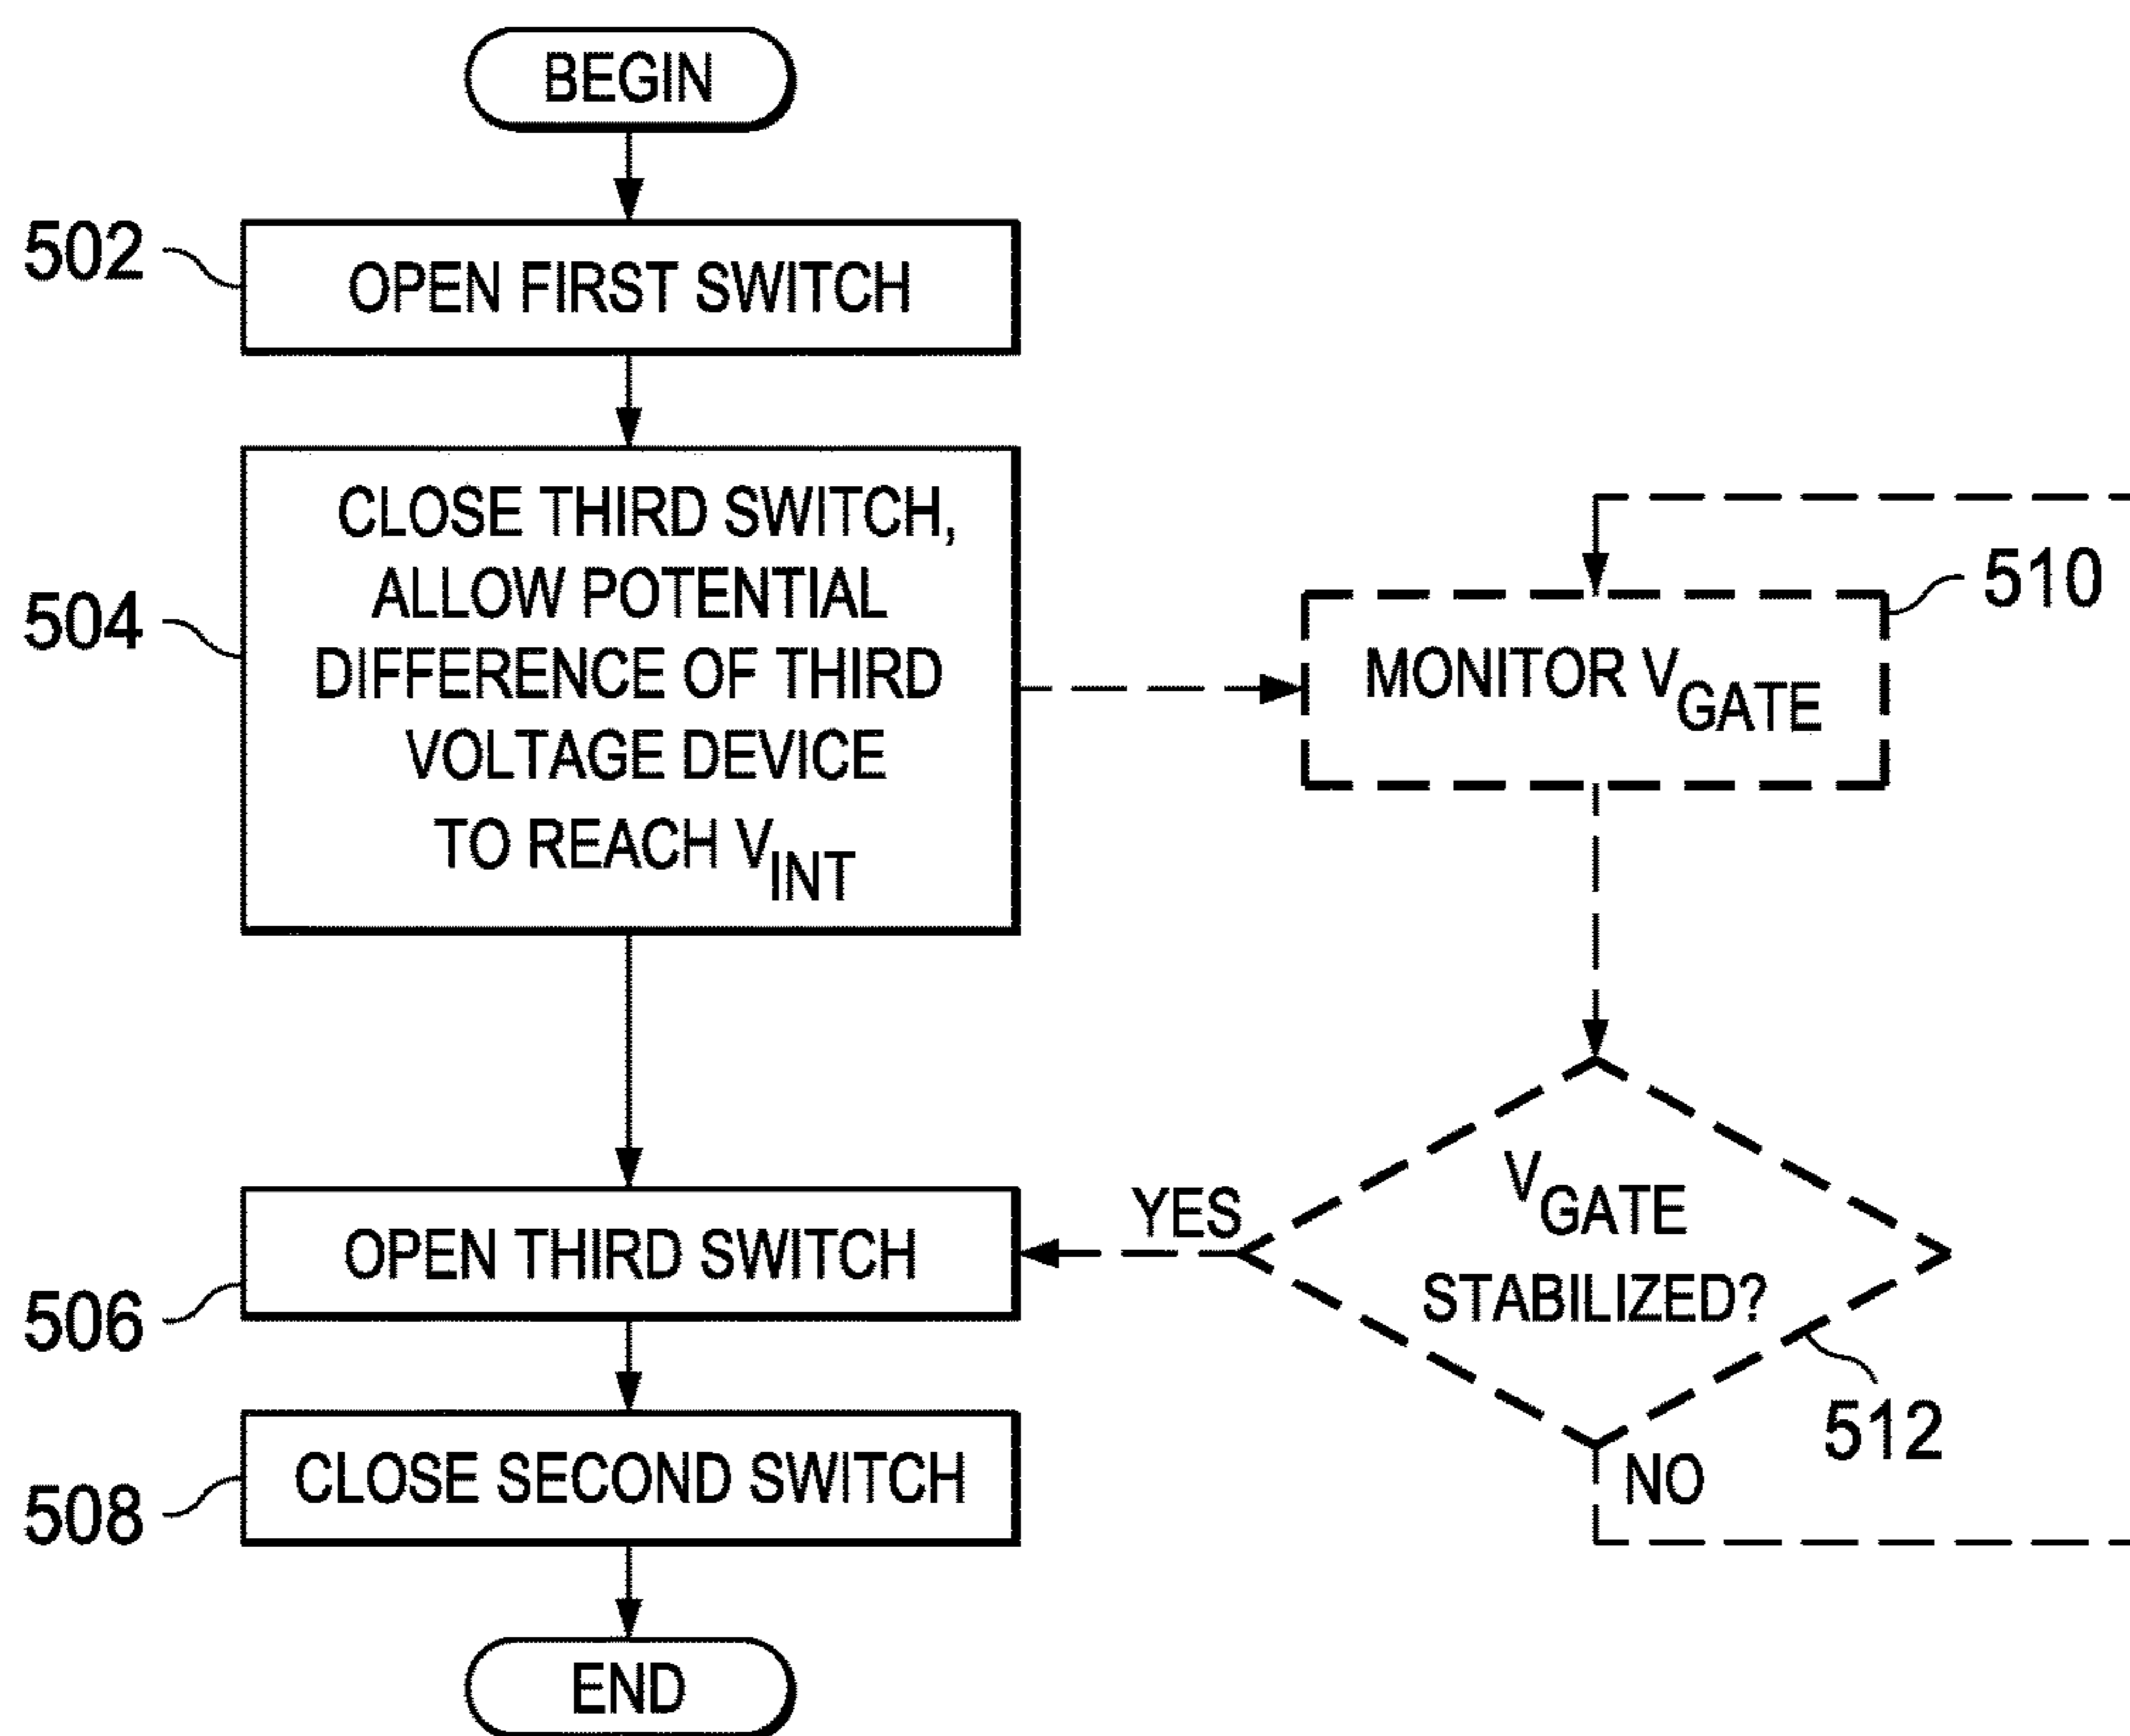 BEGIN
502
OPEN FIRST SWITCH
504
CLOSE THIRD SWITCH,
ALLOW POTENTIAL
DIFFERENCE OF THIRD
VOLTAGE DEVICE
TO REACH VINT
510
MONITOR VGATE
VGATE
STABILIZED?
512
YES
NO
506
OPEN THIRD SWITCH
508
CLOSE SECOND SWITCH
END